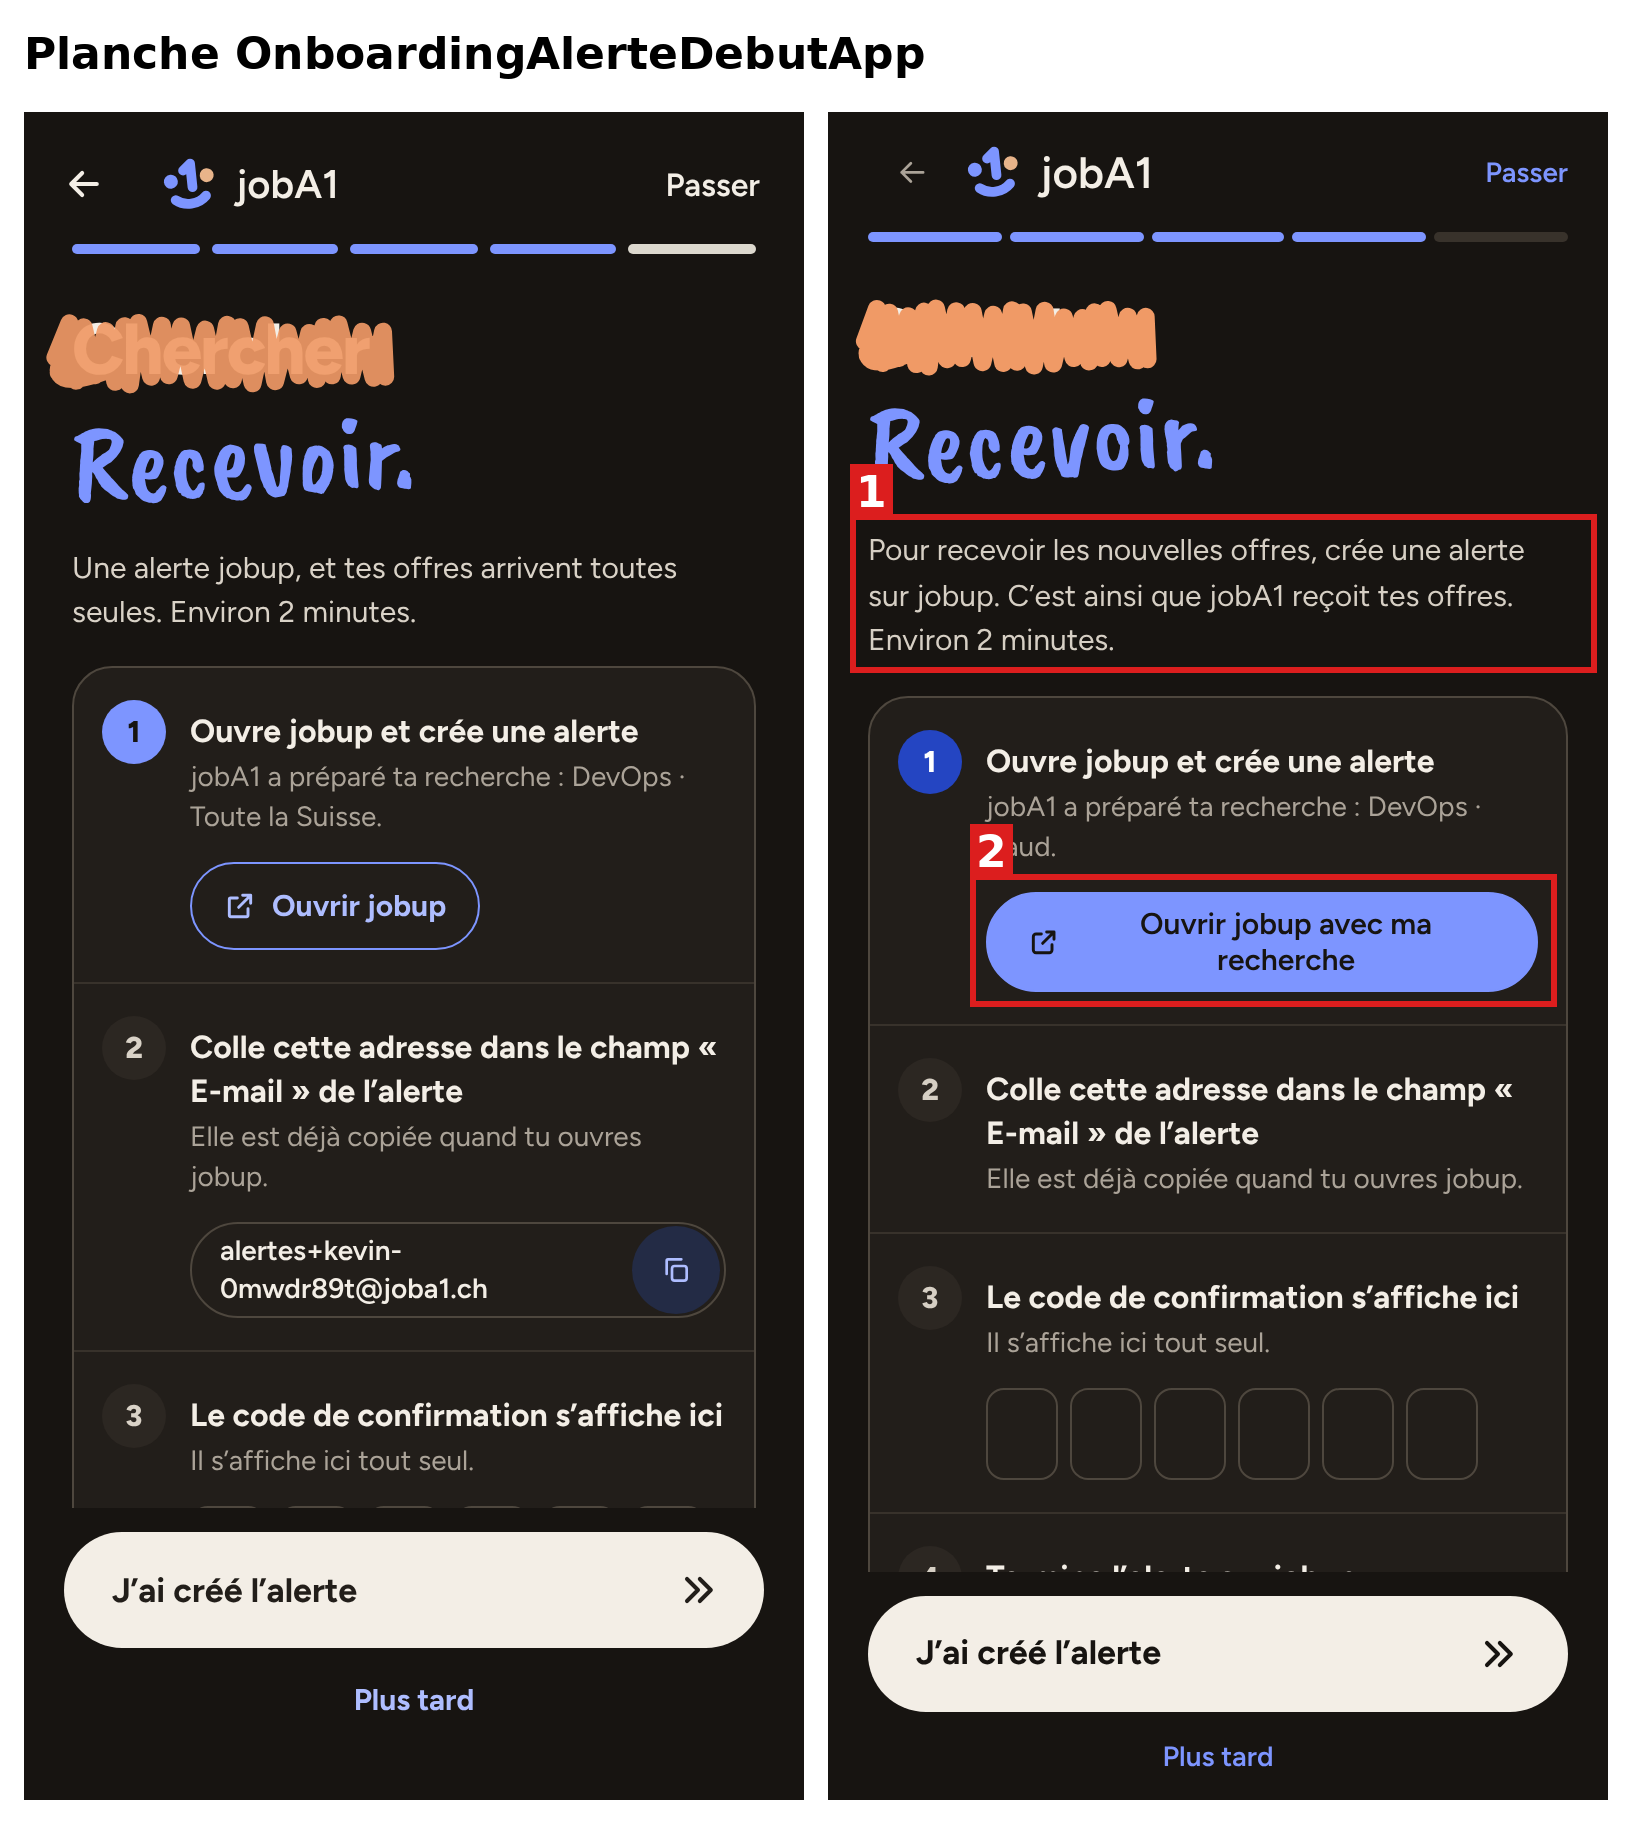 Planche OnboardingAlerteDebutApp
jobA1
Passer
Chercher
Recevoir.
Une alerte jobup, et tes offres arrivent toutes
seules. Environ 2 minutes.
1
Ouvre jobup et crée une alerte
jobA1 a préparé ta recherche : DevOps ·
Toute la Suisse.
Ouvrir jobup
2
Colle cette adresse dans le champ «
E-mail » de l’alerte
Elle est déjà copiée quand tu ouvres
jobup.
alertes+kevin-
0mwdr89t@joba1.ch
3
Le code de confirmation s’affiche ici
Il s’affiche ici tout seul.
J’ai créé l’alerte
Plus tard
jobA1
Passer
Recevoir.
1
Pour recevoir les nouvelles offres, crée une alerte
sur jobup. C’est ainsi que jobA1 reçoit tes offres.
Environ 2 minutes.
1
Ouvre jobup et crée une alerte
jobA1 a préparé ta recherche : DevOps ·
2
Ouvrir jobup avec ma
recherche
2
Colle cette adresse dans le champ «
E-mail » de l’alerte
Elle est déjà copiée quand tu ouvres jobup.
3
Le code de confirmation s’affiche ici
Il s’affiche ici tout seul.
J’ai créé l’alerte
Plus tard